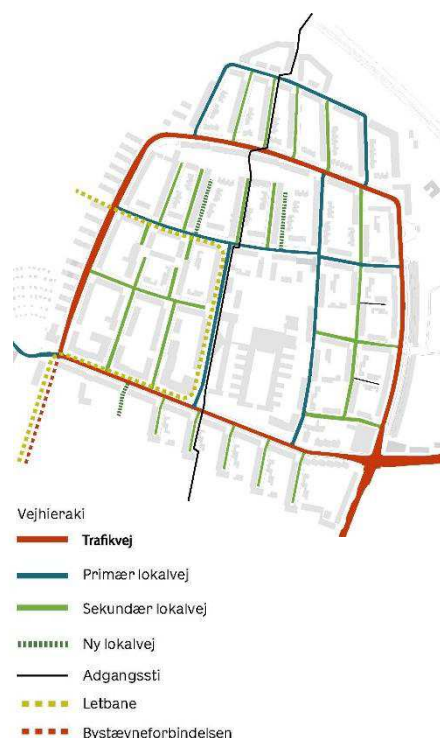 Vejhieraki
Trafikvej
Primær lokalvej
Sekundær lokalvej
Ny lokalvej
Adgangssti
Letbane
Bystævneforbindelsen